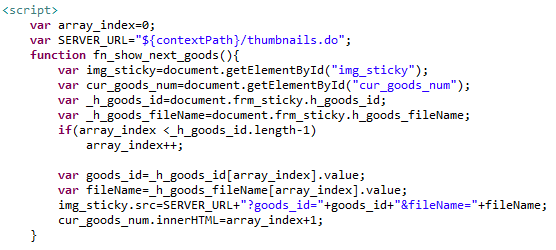 <script>
var array_index=0;
var SERVER_URL="${contextPath}/thumbnails.do";
function fn_show_next_goods(){
var img_sticky=document.getElementById("img_sticky");
var cur_goods_num=document.getElementById("cur_goods_num");
var _h_goods_id=document.frm_sticky.h_goods_id;
var _h_goods_fileName=document.frm_sticky.h_goods_fileName;
if(array_index <_h_goods_id.length-1)
array_index++;
var goods_id=_h_goods_id[array_index].value;
var fileName=_h_goods_fileName[array_index].value;
img_sticky.src=SERVER_URL+"?goods_id="+goods_id+"&fileName="+fileName;
cur_goods_num.innerHTML=array_index+1;
}